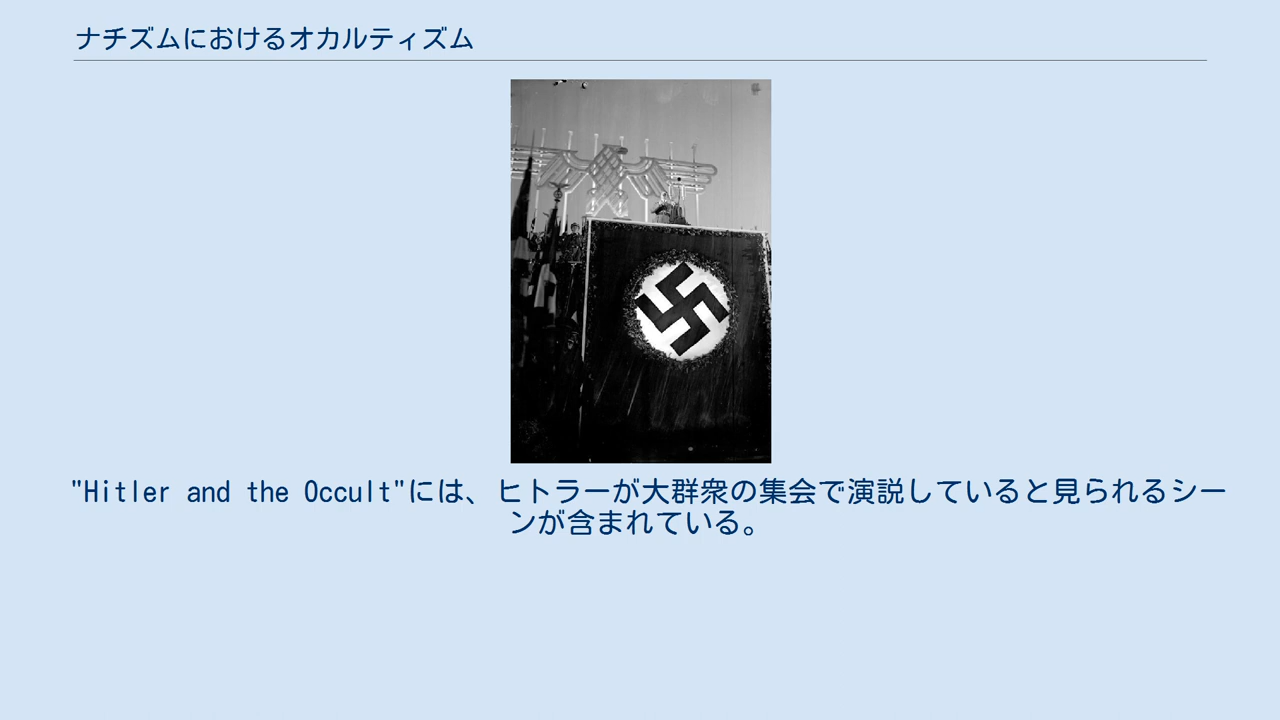 ナチズムにおけるオカルティズム
"Hitler and the Occult"には、ヒトラーが大群衆の集会で演説していると見られるシー
ンが含まれている。